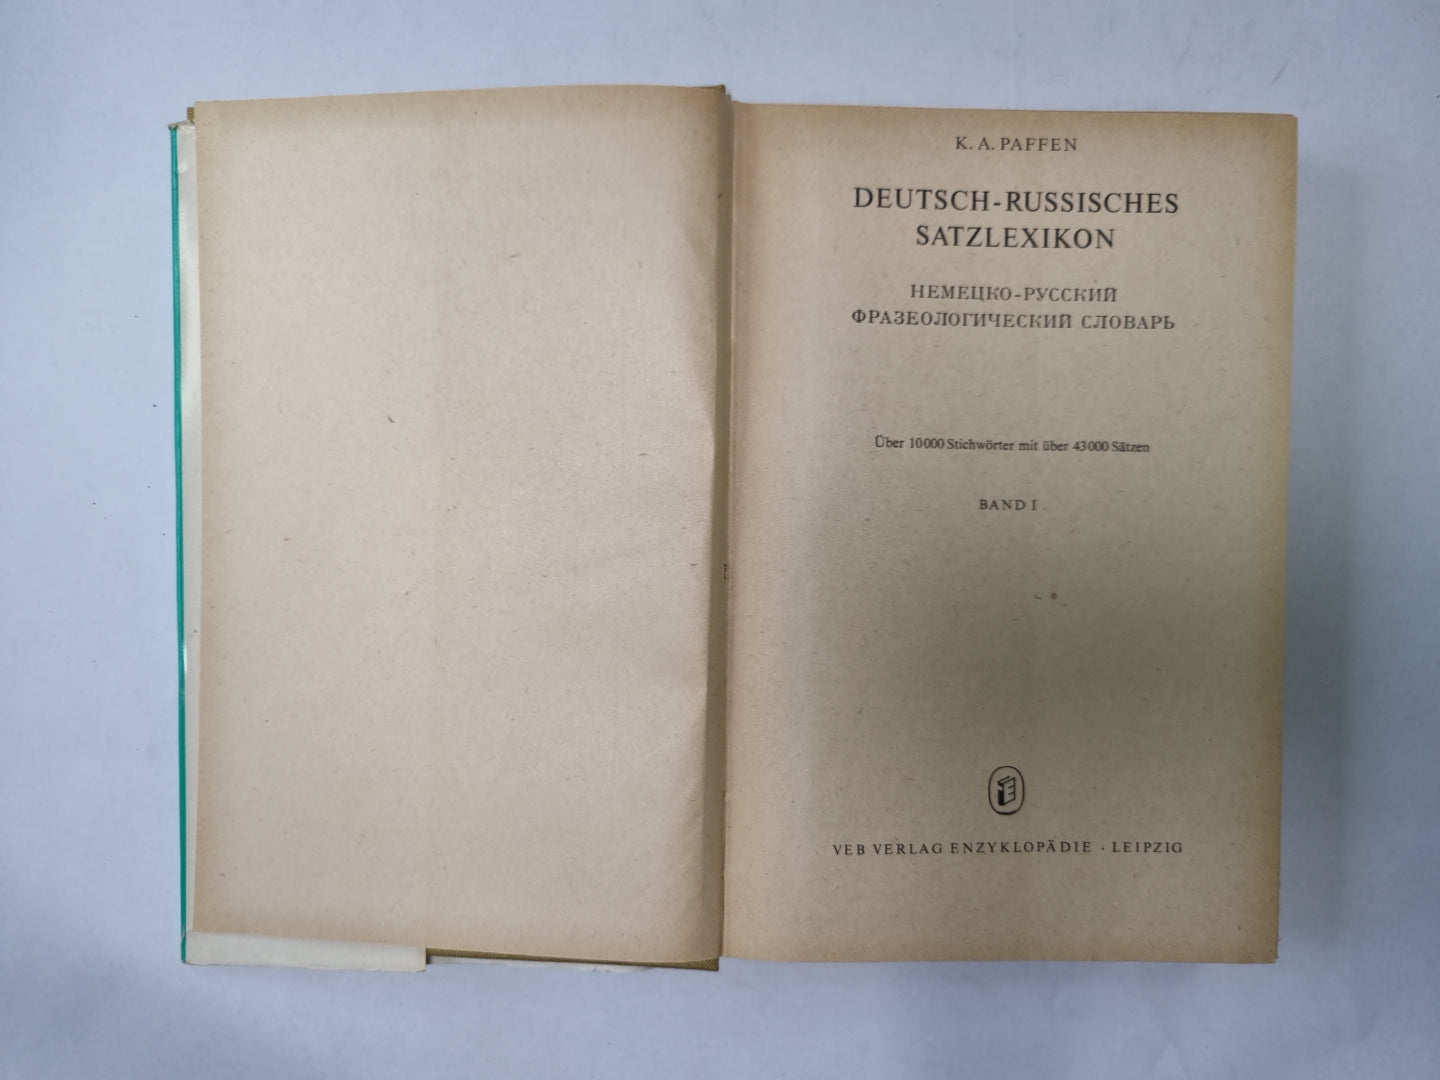 K. A. PAFFEN
DEUTSCH-RUSSISCHES
SATZLEXIKON
НЕМЕЦКО-РУССКИЙ
ФРАЗЕОЛОГИЧЕСКИЙ СЛОВАРЬ
Über 10000 Stichwörter mit über 43000 Sätzen
BAND I
E
VEB VERLAG ENZYKLOPÄDIE · LEIPZIG